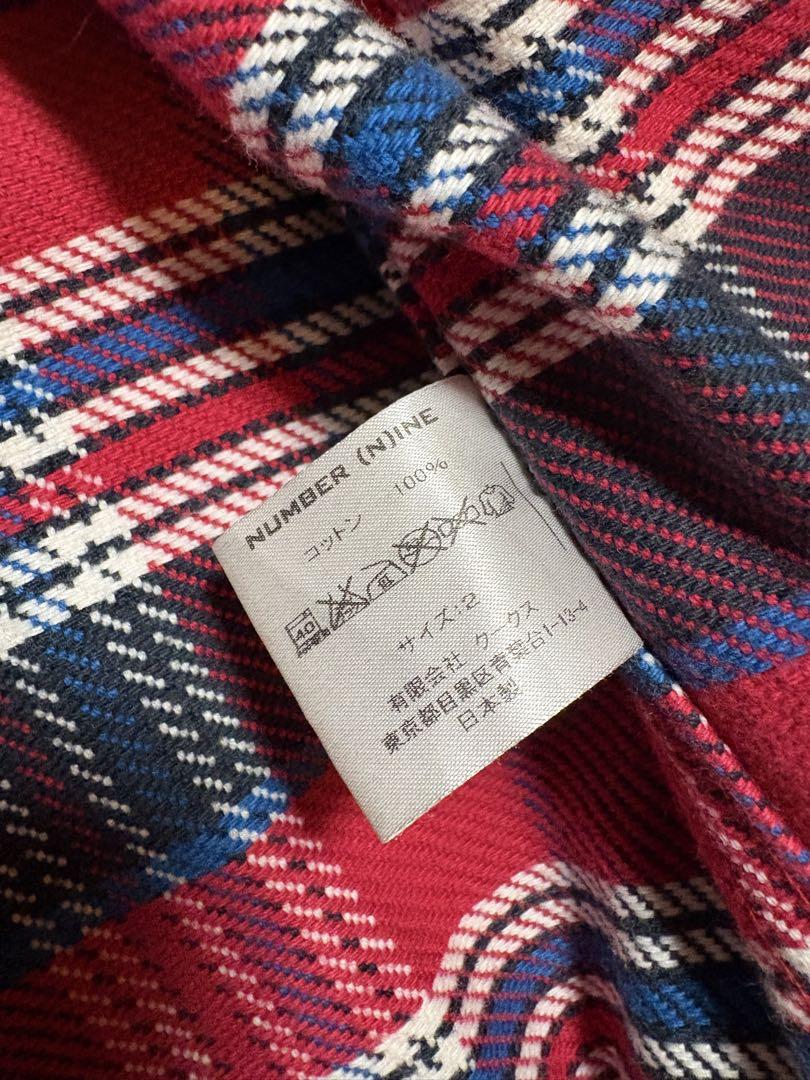 NUMBER (N)INE
コットン 100%
40
サイズ:2
有限会社 クークス
東京都目黒区青葉台1-13-4
日本製